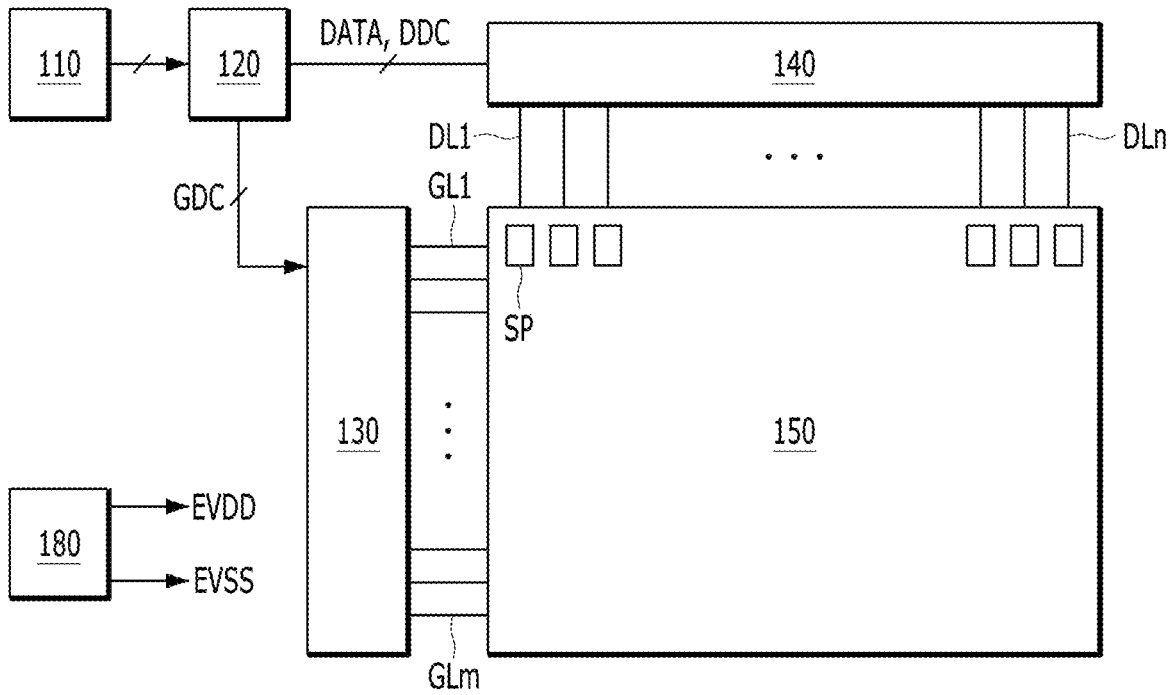 110
120
DATA, DDC
140
DL1
DLn
GDC
GL1
SP
130
150
180
EVDD
EVSS
GLm